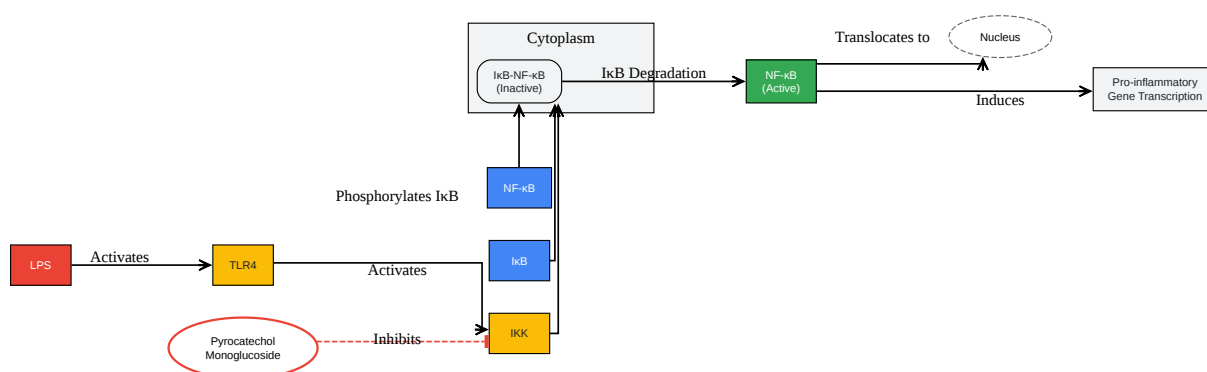 Cytoplasm
IκB-NF-κB
(Inactive)
IκB Degradation
NF-κB
(Active)
Translocates to
Nucleus
Induces
Pro-inflammatory
Gene Transcription
NF-κB
Phosphorylates IκB
LPS
Activates
TLR4
Activates
IκB
IKK
Pyrocatechol
Monoglucoside
Inhibits